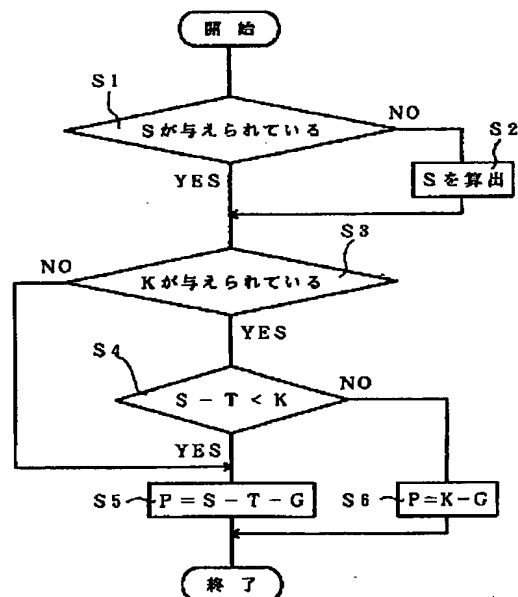 開始
S1
Sが与えられている
NO
S2
YES
Sを算出
S3
NO
Kが与えられている
YES
S4
S - T < K
NO
YES
S5
P = S - T - G
S6
P=K-G
終了